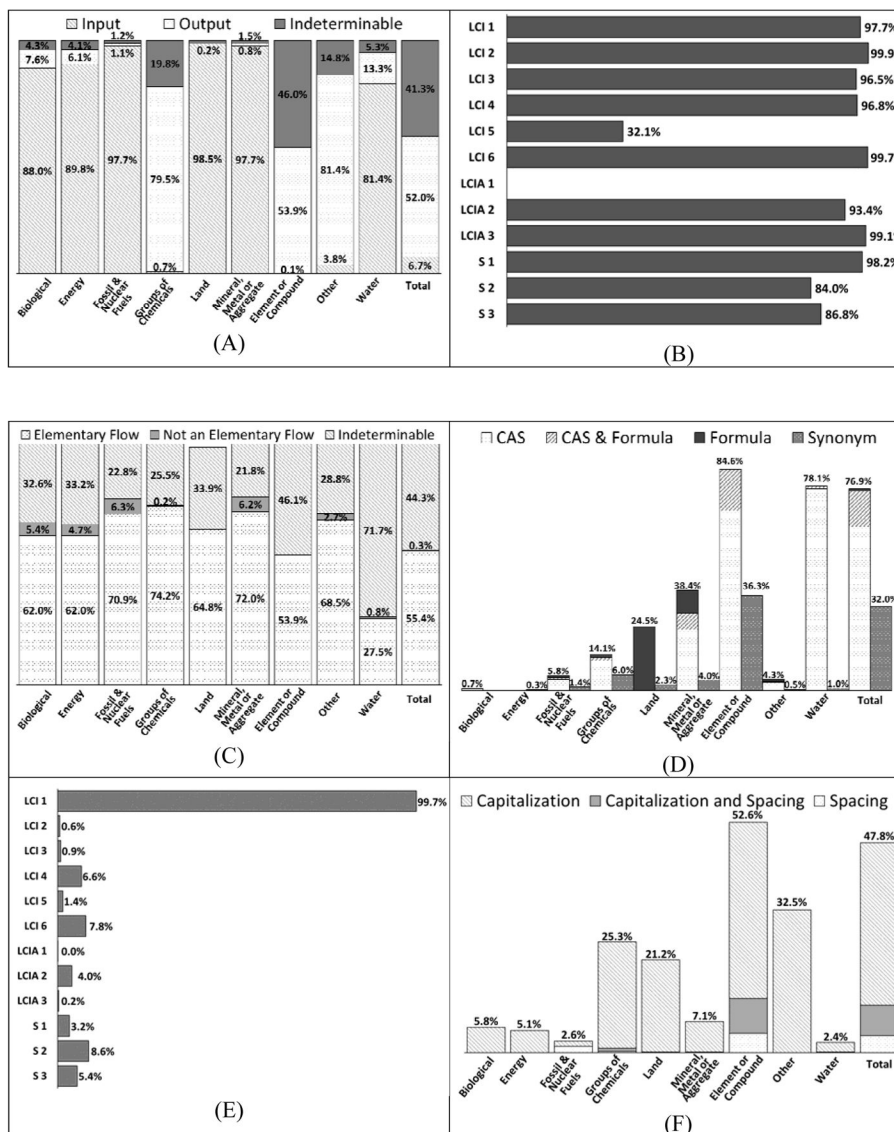 Input Output Indeterminable
4.3% 4.1% 1.2% 1.5% 5.3%
7.6% 6.1% 1.1% 19.8% 0.2% 0.8% 14.8% 13.3%
46.0% 41.3%
88.0% 89.8% 97.7% 79.5% 98.5% 97.7% 53.9% 81.4% 81.4% 52.0%
0.7% 0.1% 3.8% 6.7%
Biological
Energy
Fossil &
Nuclear
Fuels
Groups of
Chemicals
Land
Mineral,
Metal or
Aggregate
Element or
Compound
Other
Water
Total
(A)
LCI 1 97.7%
LCI 2 99.9
LCI 3 96.5%
LCI 4 96.8%
LCI 5 32.1%
LCI 6 99.7
LCIA 1
LCIA 2 93.4%
LCIA 3 99.1
S 1 98.2%
S 2 84.0%
S 3 86.8%
(B)
Elementary Flow Not an Elementary Flow Indeterminable
32.6% 33.2% 22.8% 25.5% 33.9% 21.8% 46.1% 28.8% 71.7% 44.3%
5.4% 4.7% 6.3% 0.2% 6.2% 2.7% 0.8% 0.3%
62.0% 62.0% 70.9% 74.2% 64.8% 72.0% 53.9% 68.5% 27.5% 55.4%
Biological
Energy
Fossil &
Nuclear
Fuels
Groups of
Chemicals
Land
Mineral,
Metal or
Aggregate
Element or
Compound
Other
Water
Total
(C)
CAS CAS & Formula Formula Synonym
84.6% 78.1% 76.9%
38.4% 36.3% 32.0%
24.5%
14.1%
0.7% 0.3% 5.8% 1.4% 6.0% 2.3% 4.0% 4.3% 0.5% 1.0%
Biological
Energy
Fossil &
Nuclear
Fuels
Groups of
Chemicals
Land
Mineral,
Metal or
Aggregate
Element or
Compound
Other
Water
Total
(D)
LCI 1 99.7%
LCI 2 0.6%
LCI 3 0.9%
LCI 4 6.6%
LCI 5 1.4%
LCI 6 7.8%
LCIA 1 0.0%
LCIA 2 4.0%
LCIA 3 0.2%
S 1 3.2%
S 2 8.6%
S 3 5.4%
(E)
Capitalization Capitalization and Spacing Spacing
52.6% 47.8%
32.5%
25.3% 21.2%
5.8% 5.1% 2.6% 7.1% 2.4%
Biological
Energy
Fossil &
Nuclear
Fuels
Groups of
Chemicals
Land
Mineral,
Metal or
Aggregate
Element or
Compound
Other
Water
Total
(F)